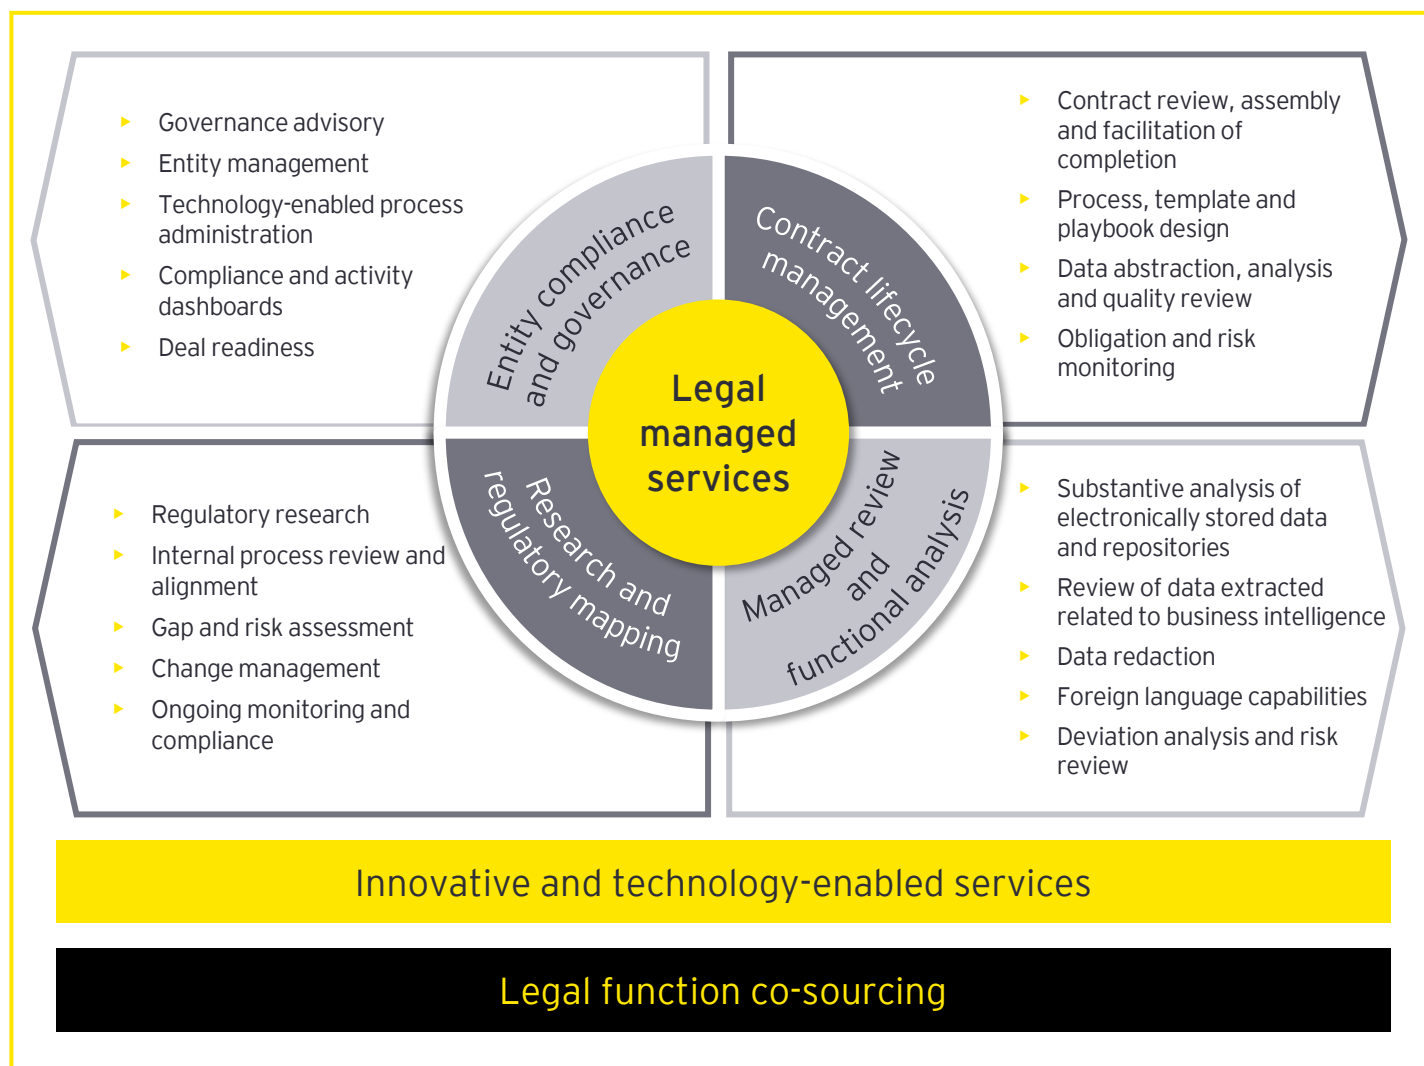 Governance advisory
Entity management
Technology-enabled process
administration
Compliance and activity
dashboards
Deal readiness
Contract review, assembly
and facilitation of
completion
Process, template and
playbook design
Data abstraction, analysis
and quality review
Obligation and risk
monitoring
Entity compliance
and governance
Contract lifecycle
management
Legal
managed
services
Research and
regulatory mapping
Managed review
and
functional analysis
Regulatory research
Internal process review and
alignment
Gap and risk assessment
Change management
Ongoing monitoring and
compliance
Substantive analysis of
electronically stored data
and repositories
Review of data extracted
related to business intelligence
Data redaction
Foreign language capabilities
Deviation analysis and risk
review
Innovative and technology-enabled services
Legal function co-sourcing